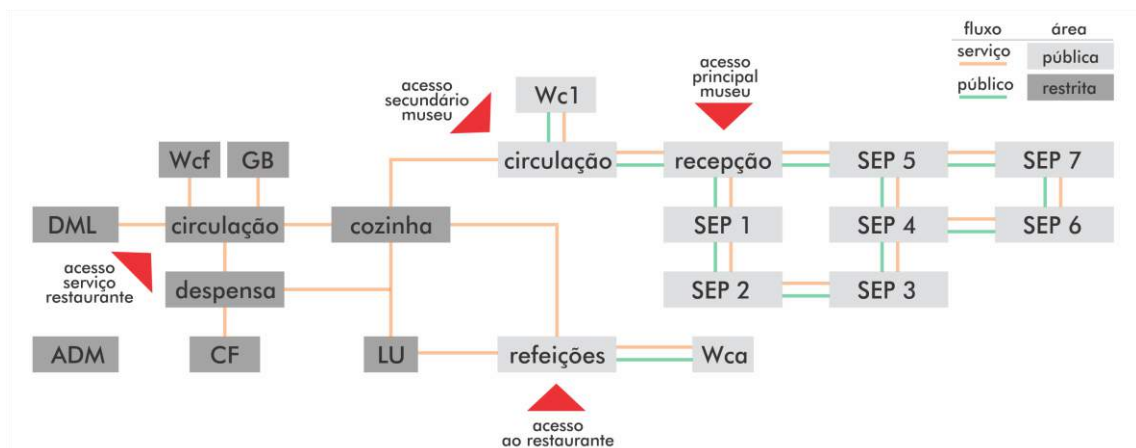 fluxo
área
serviço
pública
público
restrita
acesso
principal
museu
acesso
secundário
museu
Wc1
Wcf
GB
circulação
recepção
SEP 5
SEP 7
DML
circulação
cozinha
SEP 1
SEP 4
SEP 6
acesso
serviço
restaurante
despensa
SEP 2
SEP 3
ADM
CF
LU
refeições
Wca
acesso
ao restaurante